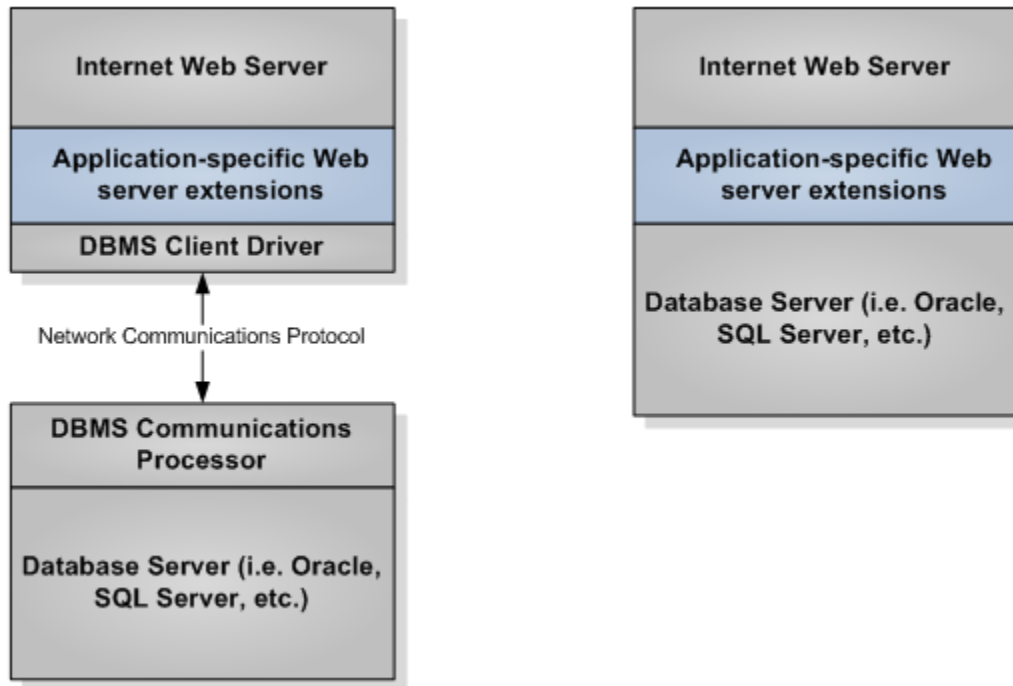 Internet Web Server
Application-specific Web
server extensions
DBMS Client Driver
Network Communications Protocol
DBMS Communications
Processor
Database Server (i.e. Oracle,
SQL Server, etc.)
Internet Web Server
Application-specific Web
server extensions
Database Server (i.e. Oracle,
SQL Server, etc.)